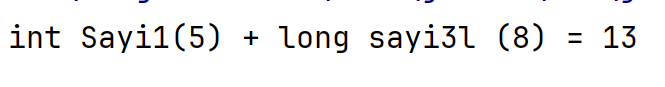 int Sayi1(5) + long sayi3l (8) = 13